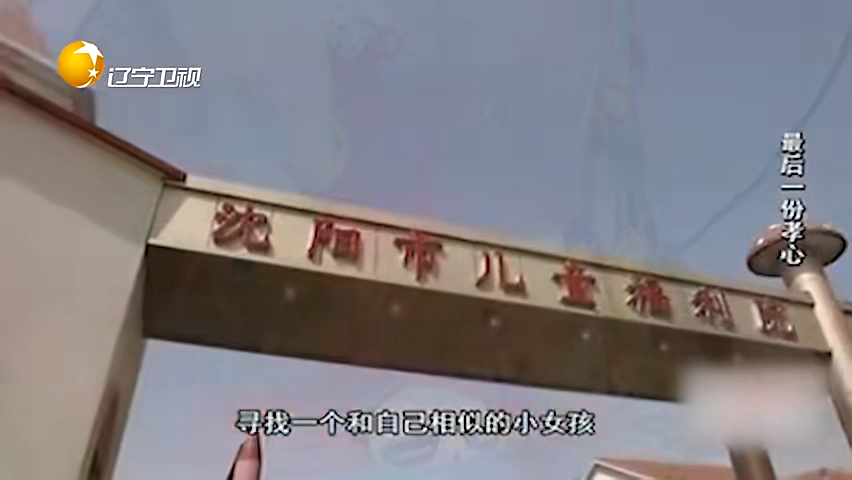 辽宁卫视
最后一份孝心
沈阳市儿童福利院
寻找一个和自己相似的小女孩